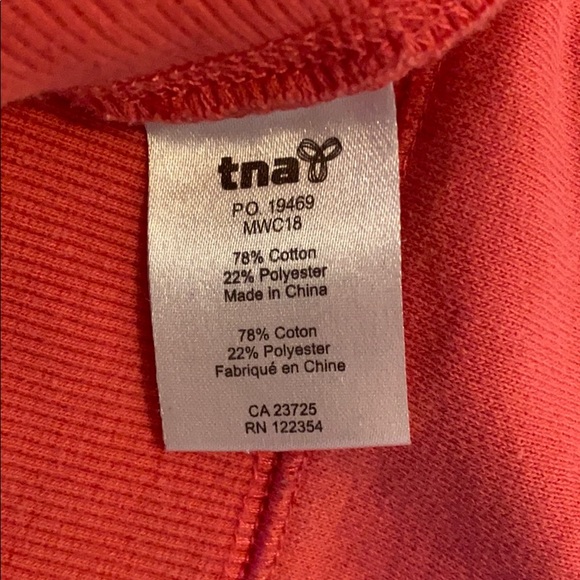 tna
PO 19469
MWC18
78% Cotton
22% Polyester
Made in China
78% Coton
22% Polyester
Fabriqué en Chine
CA 23725
RN 122354